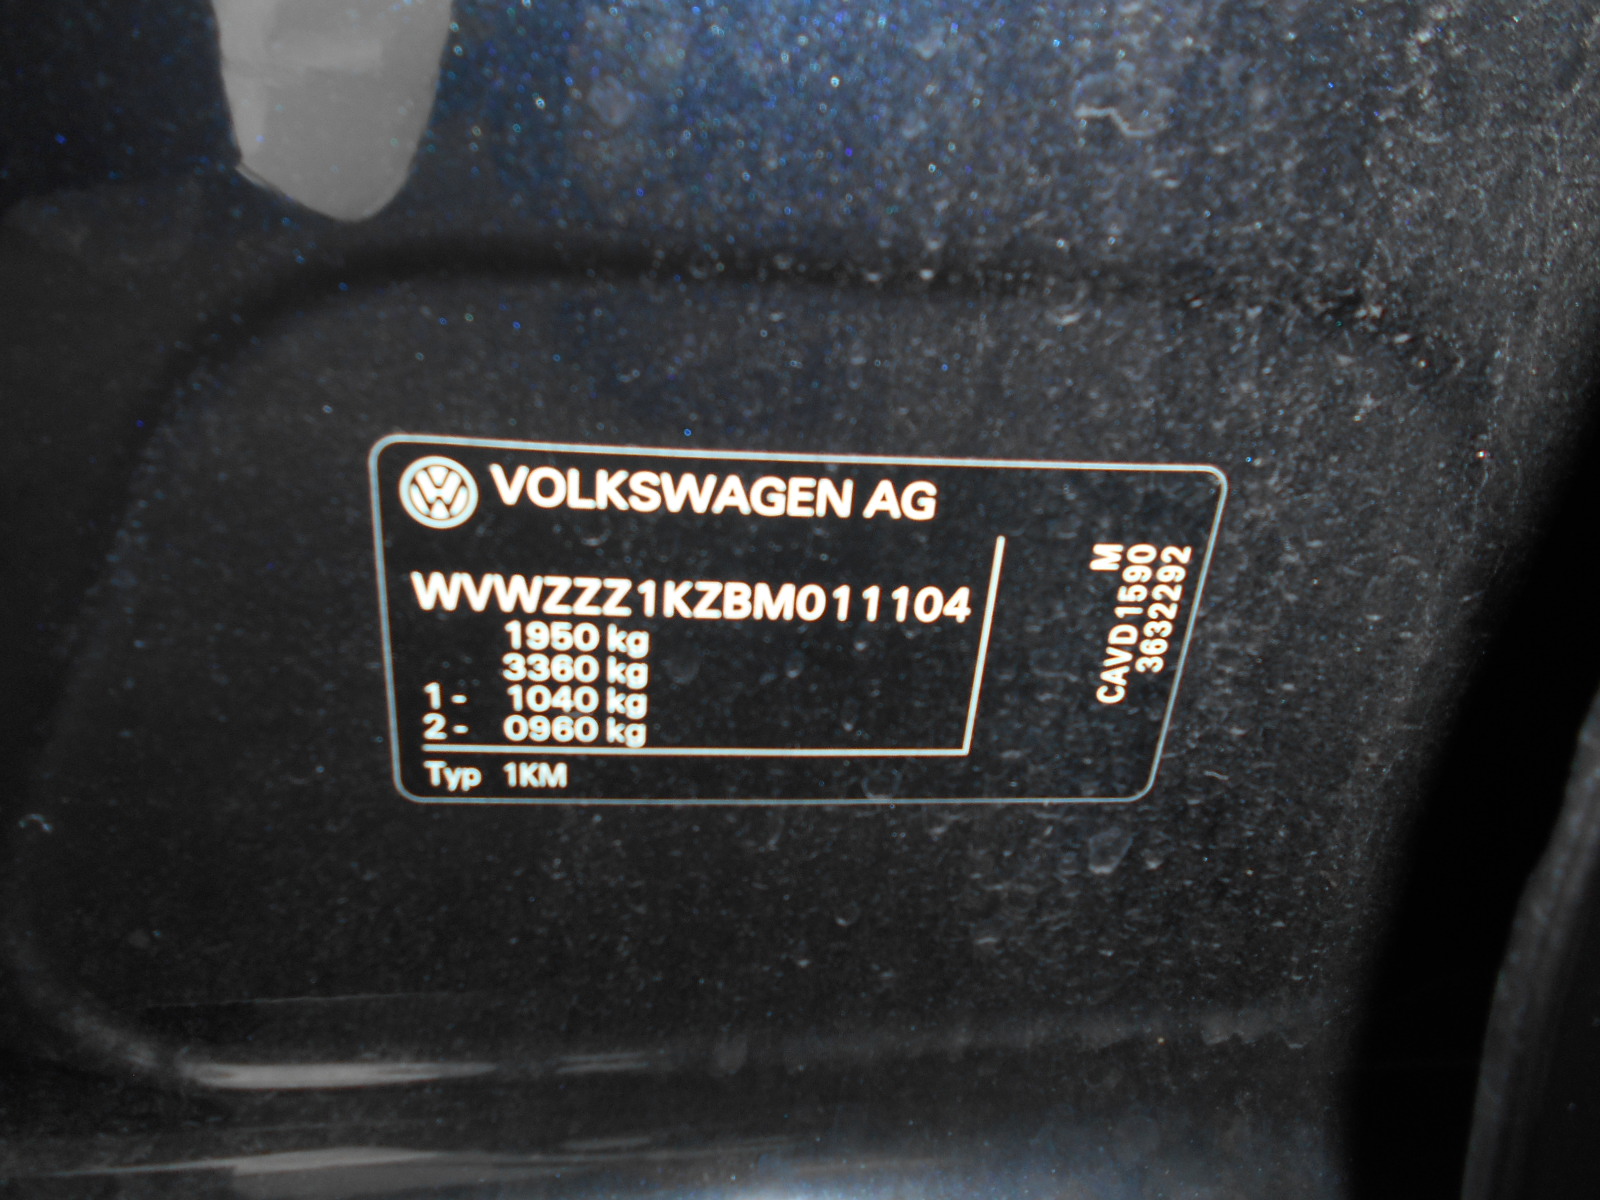 VOLKSWAGEN AG
WVWZZZ1KZBM011104
1950 kg
3360 kg
1- 1040 kg
2- 0960 kg
Typ 1KM
M
CAVD1590
3632292